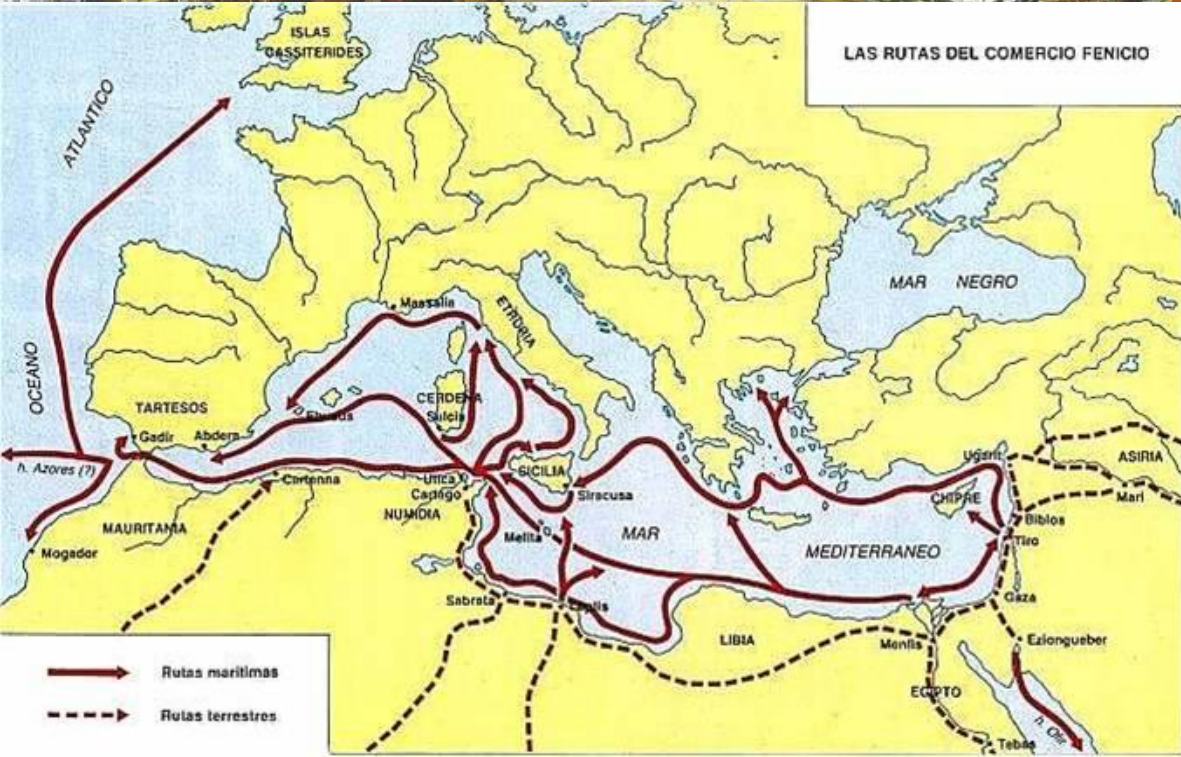 LAS RUTAS DEL COMERCIO FENICIO
ISLAS
CASSITERIDES
ATLANTICO
OCEANO
MAR NEGRO
Massalia
ETRURIA
CERDEÑA
Sulcis
Ebusus
TARTESOS
Gadir
Abdera
h. Azores (?)
MAURITANIA
Mogador
Cartenna
Utica
Cartago
NUMIDIA
SICILIA
Siracusa
Melita
MAR
MEDITERRANEO
Sabrata
Leptis
LIBIA
Ugarit
CHIPRE
ASIRIA
Mari
Biblos
Tiro
Gaza
Menfis
Eziongueber
EGIPTO
h. Ofir
Tebas
Rutas marítimas
Rutas terrestres